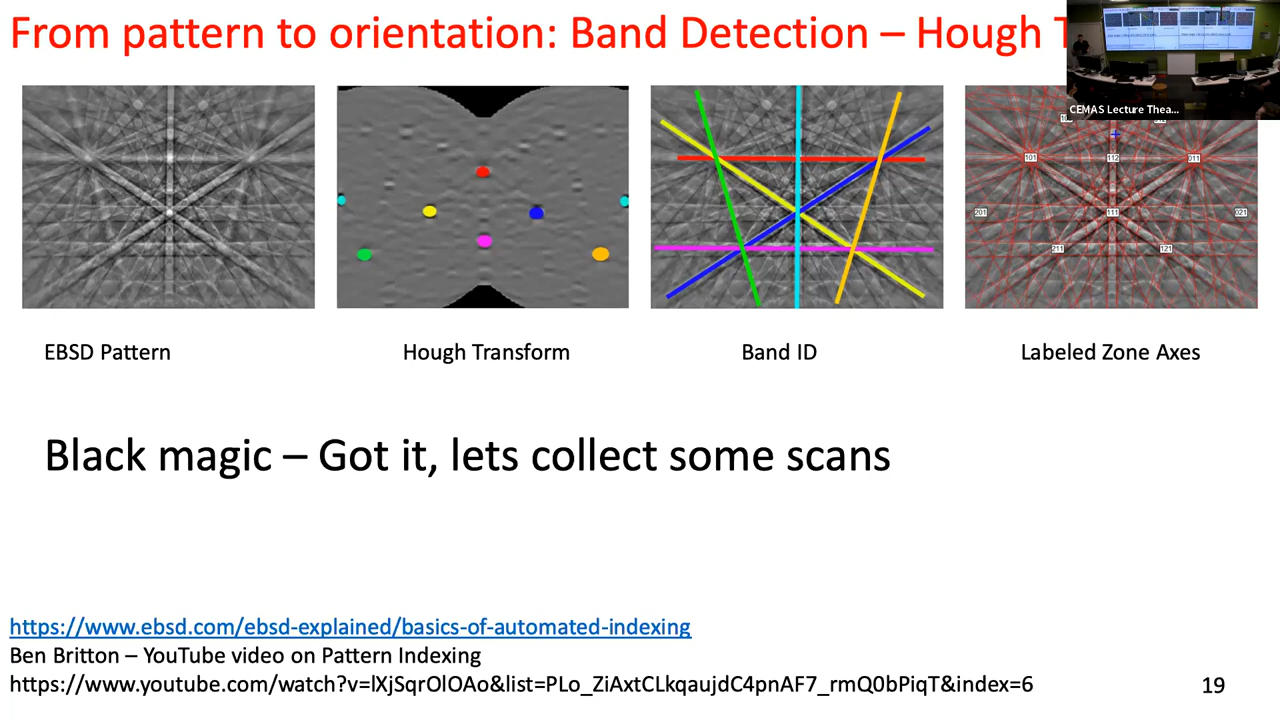 From pattern to orientation: Band Detection – Hough T
CEMAS Lecture Thea...
101
112
011
201
111
021
211
121
EBSD Pattern
Hough Transform
Band ID
Labeled Zone Axes
Black magic – Got it, lets collect some scans
https://www.ebsd.com/ebsd-explained/basics-of-automated-indexing
Ben Britton – YouTube video on Pattern Indexing
https://www.youtube.com/watch?v=lXjSqrOlOAo&list=PLo_ZiAxtCLkqaujdC4pnAF7_rmQ0bPiqT&index=6
19